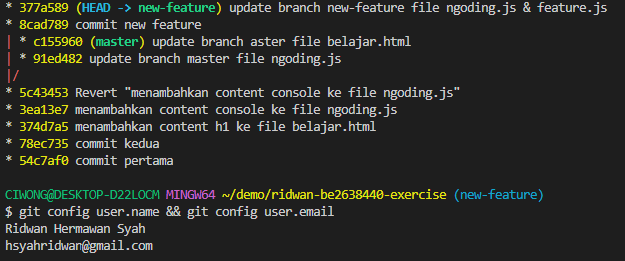 * 377a589 (HEAD -> new-feature) update branch new-feature file ngoding.js & feature.js
* 8cad789 commit new feature
| * c155960 (master) update branch aster file belajar.html
| * 91ed482 update branch master file ngoding.js
|/
* 5c43453 Revert "menambahkan content console ke file ngoding.js"
* 3ea13e7 menambahkan content console ke file ngoding.js
* 374d7a5 menambahkan content h1 ke file belajar.html
* 78ec735 commit kedua
* 54c7af0 commit pertama
CIWONG@DESKTOP-D22LOCM MINGW64 ~/demo/ridwan-be2638440-exercise (new-feature)
$ git config user.name && git config user.email
Ridwan Hermawan Syah
hsyahridwan@gmail.com